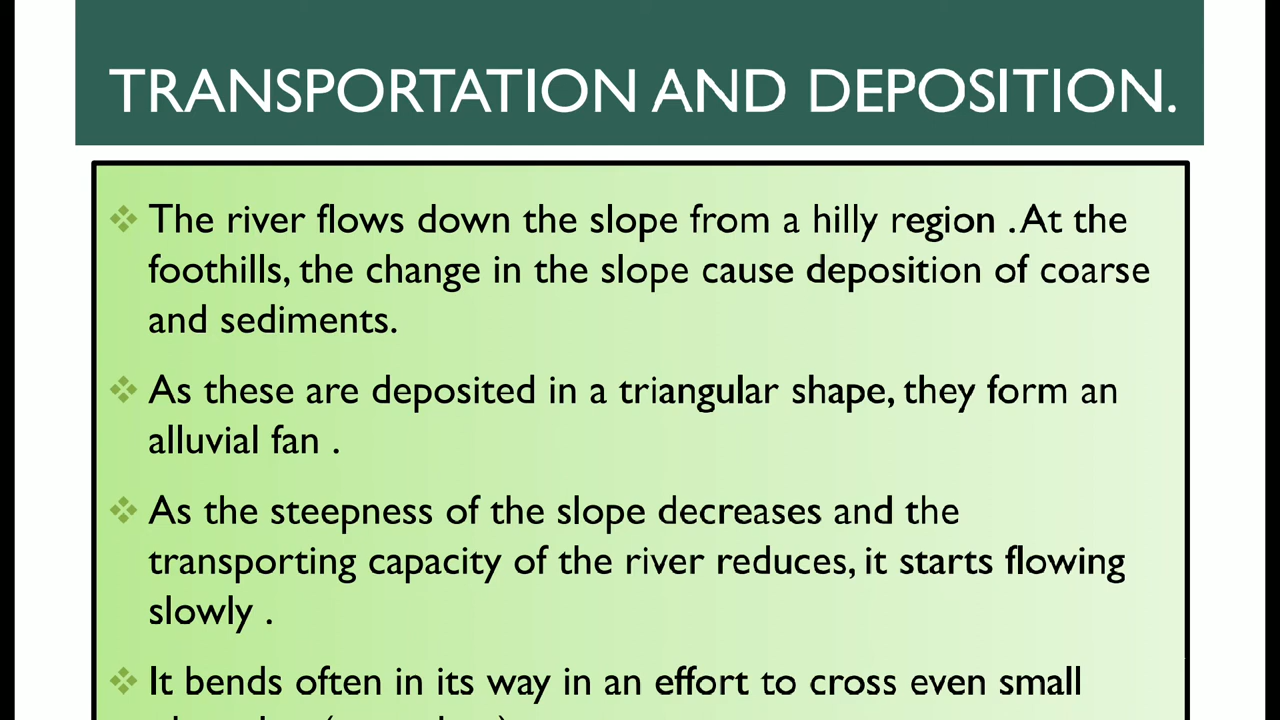 TRANSPORTATION AND DEPOSITION.
The river flows down the slope from a hilly region . At the
foothills, the change in the slope cause deposition of coarse
and sediments.
As these are deposited in a triangular shape, they form an
alluvial fan .
As the steepness of the slope decreases and the
transporting capacity of the river reduces, it starts flowing
slowly .
It bends often in its way in an effort to cross even small